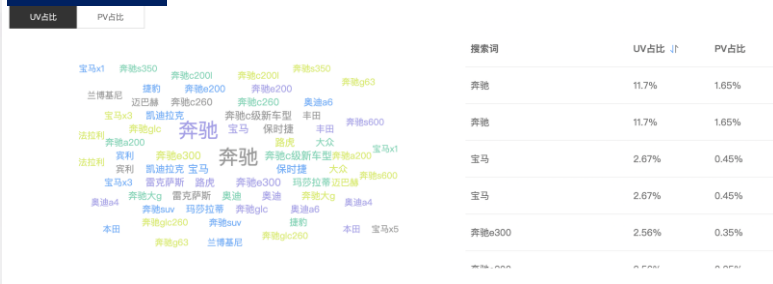 UV占比 PV占比
搜索词 UV占比 PV占比
宝马x1 奔驰s350 奔驰c200l 奔驰c200l 奔驰s350
捷豹 奔驰e200 奔驰e200 奔驰g63
兰博基尼 迈巴赫 奔驰c260 奔驰c260 奥迪a6
宝马x3 凯迪拉克 奔驰c级新车型 丰田
奔驰glc 奔驰 宝马 保时捷 丰田 奔驰s600
法拉利 奔驰a200 路虎 大众 宝马x1
宾利 奔驰e300 奔驰 奔驰c级新车型 奔驰a200
法拉利 宾利 凯迪拉克 宝马 保时捷 大众 奔驰s600
宝马x3 雷克萨斯 路虎 奔驰e300 玛莎拉蒂 迈巴赫
奔驰大g 雷克萨斯 奥迪 奥迪 奔驰大g
奥迪a4 奔驰suv 玛莎拉蒂 奔驰glc 奥迪a6 奥迪a4
奔驰glc260 奔驰suv 捷豹
本田 本田 宝马x5
奔驰g63 兰博基尼 奔驰glc260
奔驰 11.7% 1.65%
奔驰 11.7% 1.65%
宝马 2.67% 0.45%
宝马 2.67% 0.45%
奔驰e300 2.56% 0.35%